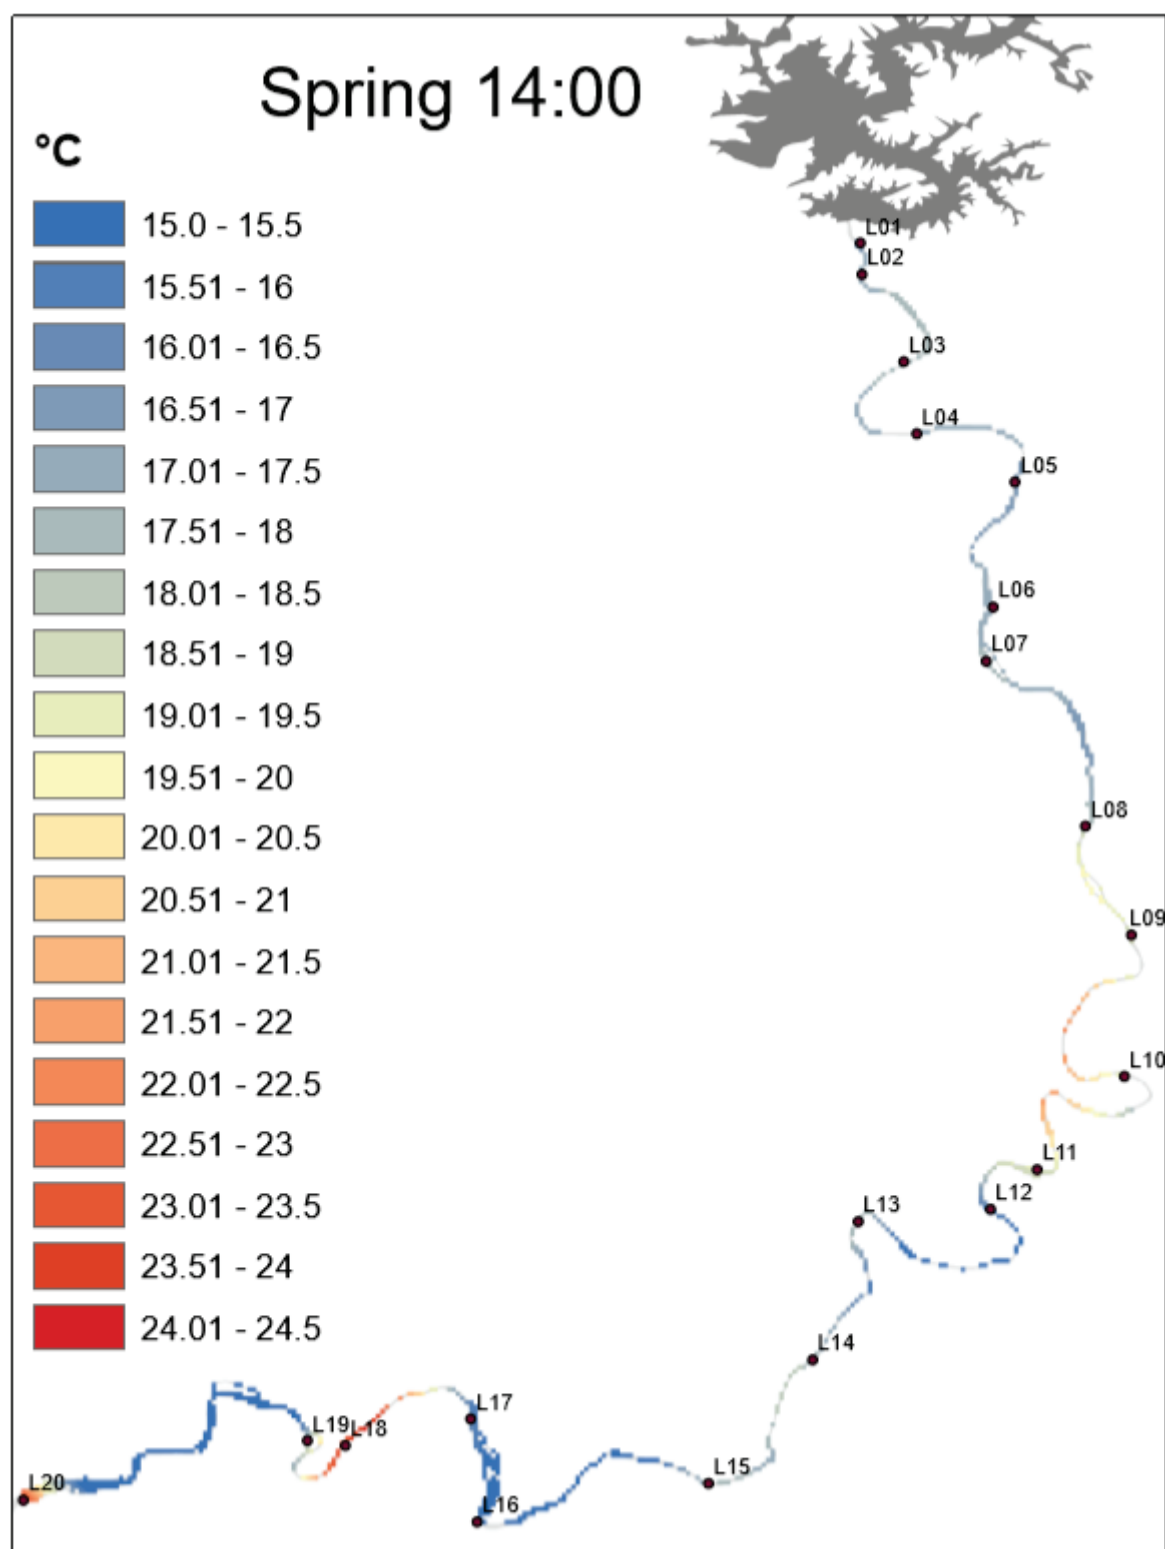 Spring 14:00
°C
15.0 - 15.5
15.51 - 16
16.01 - 16.5
16.51 - 17
17.01 - 17.5
17.51 - 18
18.01 - 18.5
18.51 - 19
19.01 - 19.5
19.51 - 20
20.01 - 20.5
20.51 - 21
21.01 - 21.5
21.51 - 22
22.01 - 22.5
22.51 - 23
23.01 - 23.5
23.51 - 24
24.01 - 24.5
L01
L02
L03
L04
L05
L06
L07
L08
L09
L10
L11
L12
L13
L14
L15
L16
L17
L18
L19
L20